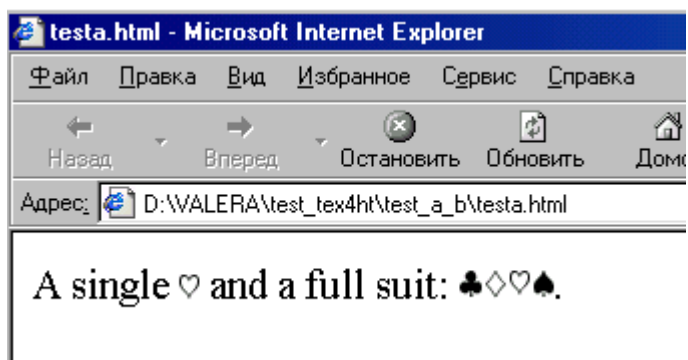 testa.html - Microsoft Internet Explorer
Файл Правка Вид Избранное Сервис Справка
Назад Вперед Остановить Обновить Домо
Адрес: D:\VALERA\test_tex4ht\test_a_b\testa.html
A single ♡ and a full suit: ♣♢♡♠.